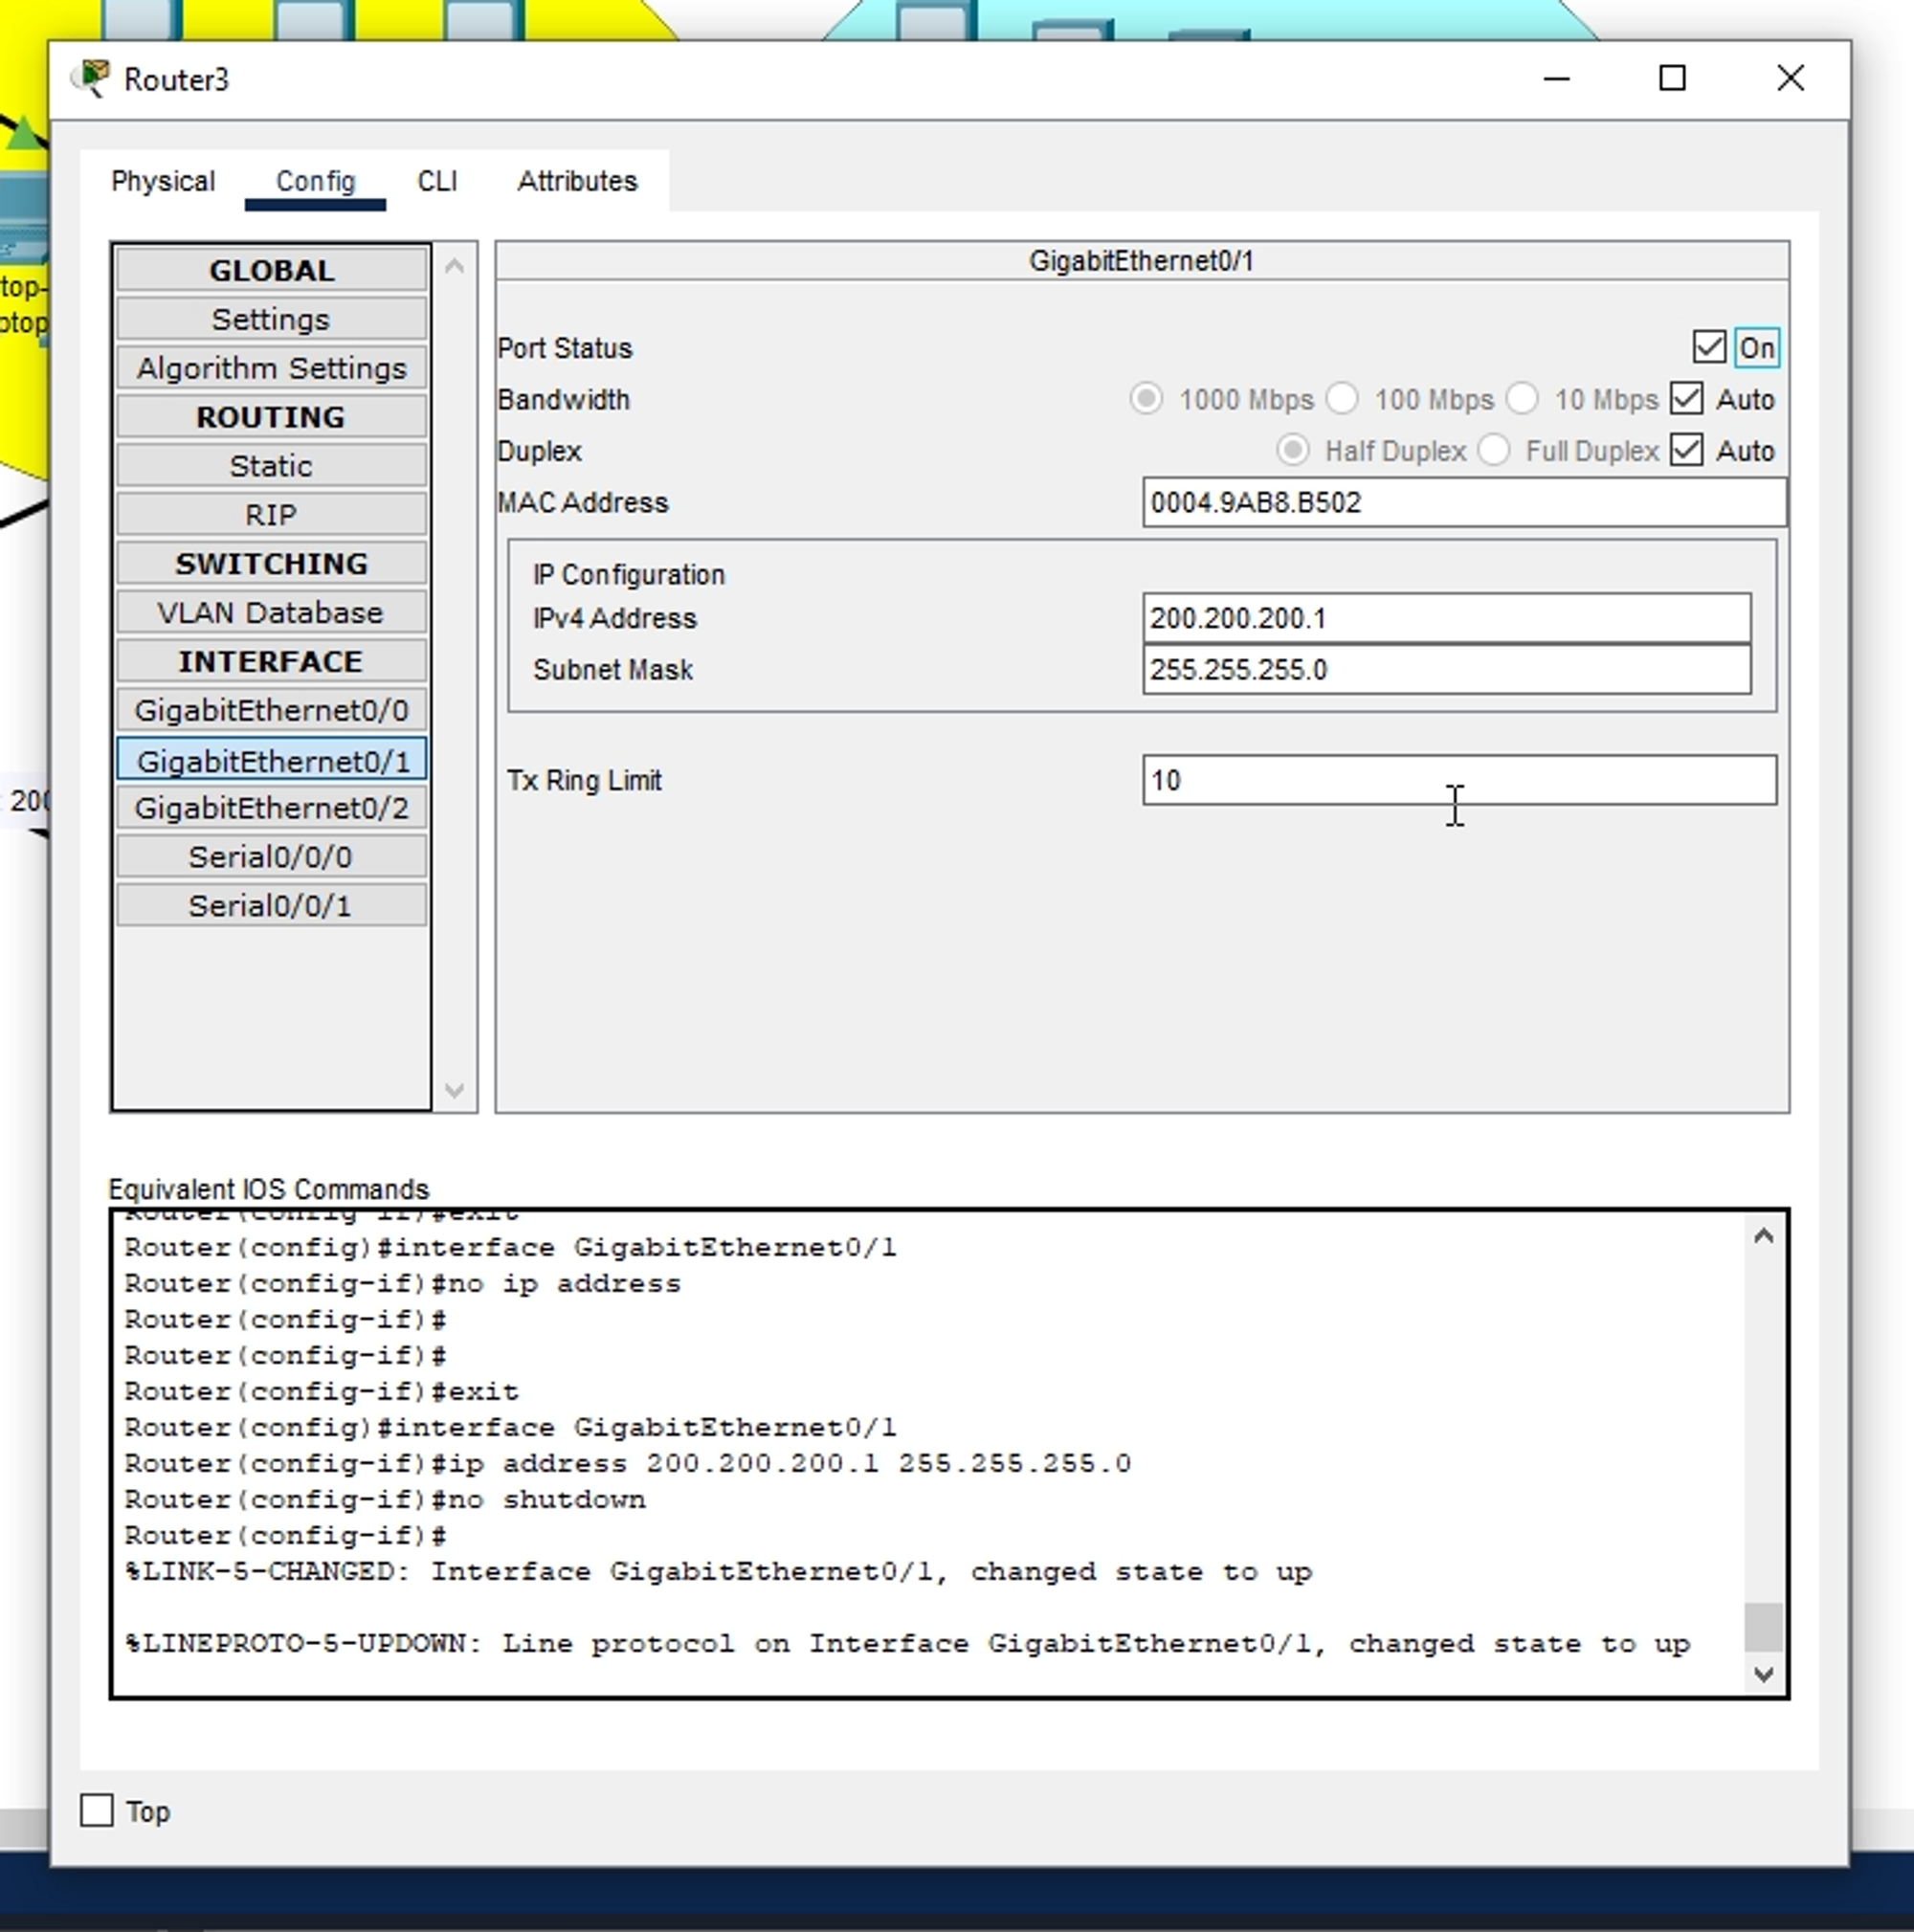 Router3
Physical Config CLI Attributes
GLOBAL
Settings
Algorithm Settings
ROUTING
Static
RIP
SWITCHING
VLAN Database
INTERFACE
GigabitEthernet0/0
GigabitEthernet0/1
GigabitEthernet0/2
Serial0/0/0
Serial0/0/1
GigabitEthernet0/1
Port Status On
Bandwidth 1000 Mbps 100 Mbps 10 Mbps Auto
Duplex Half Duplex Full Duplex Auto
MAC Address 0004.9AB8.B502
IP Configuration
IPv4 Address 200.200.200.1
Subnet Mask 255.255.255.0
Tx Ring Limit 10
Equivalent IOS Commands
Router(config-if)#exit
Router(config)#interface GigabitEthernet0/1
Router(config-if)#no ip address
Router(config-if)#
Router(config-if)#
Router(config-if)#exit
Router(config)#interface GigabitEthernet0/1
Router(config-if)#ip address 200.200.200.1 255.255.255.0
Router(config-if)#no shutdown
Router(config-if)#
%LINK-5-CHANGED: Interface GigabitEthernet0/1, changed state to up
%LINEPROTO-5-UPDOWN: Line protocol on Interface GigabitEthernet0/1, changed state to up
Top